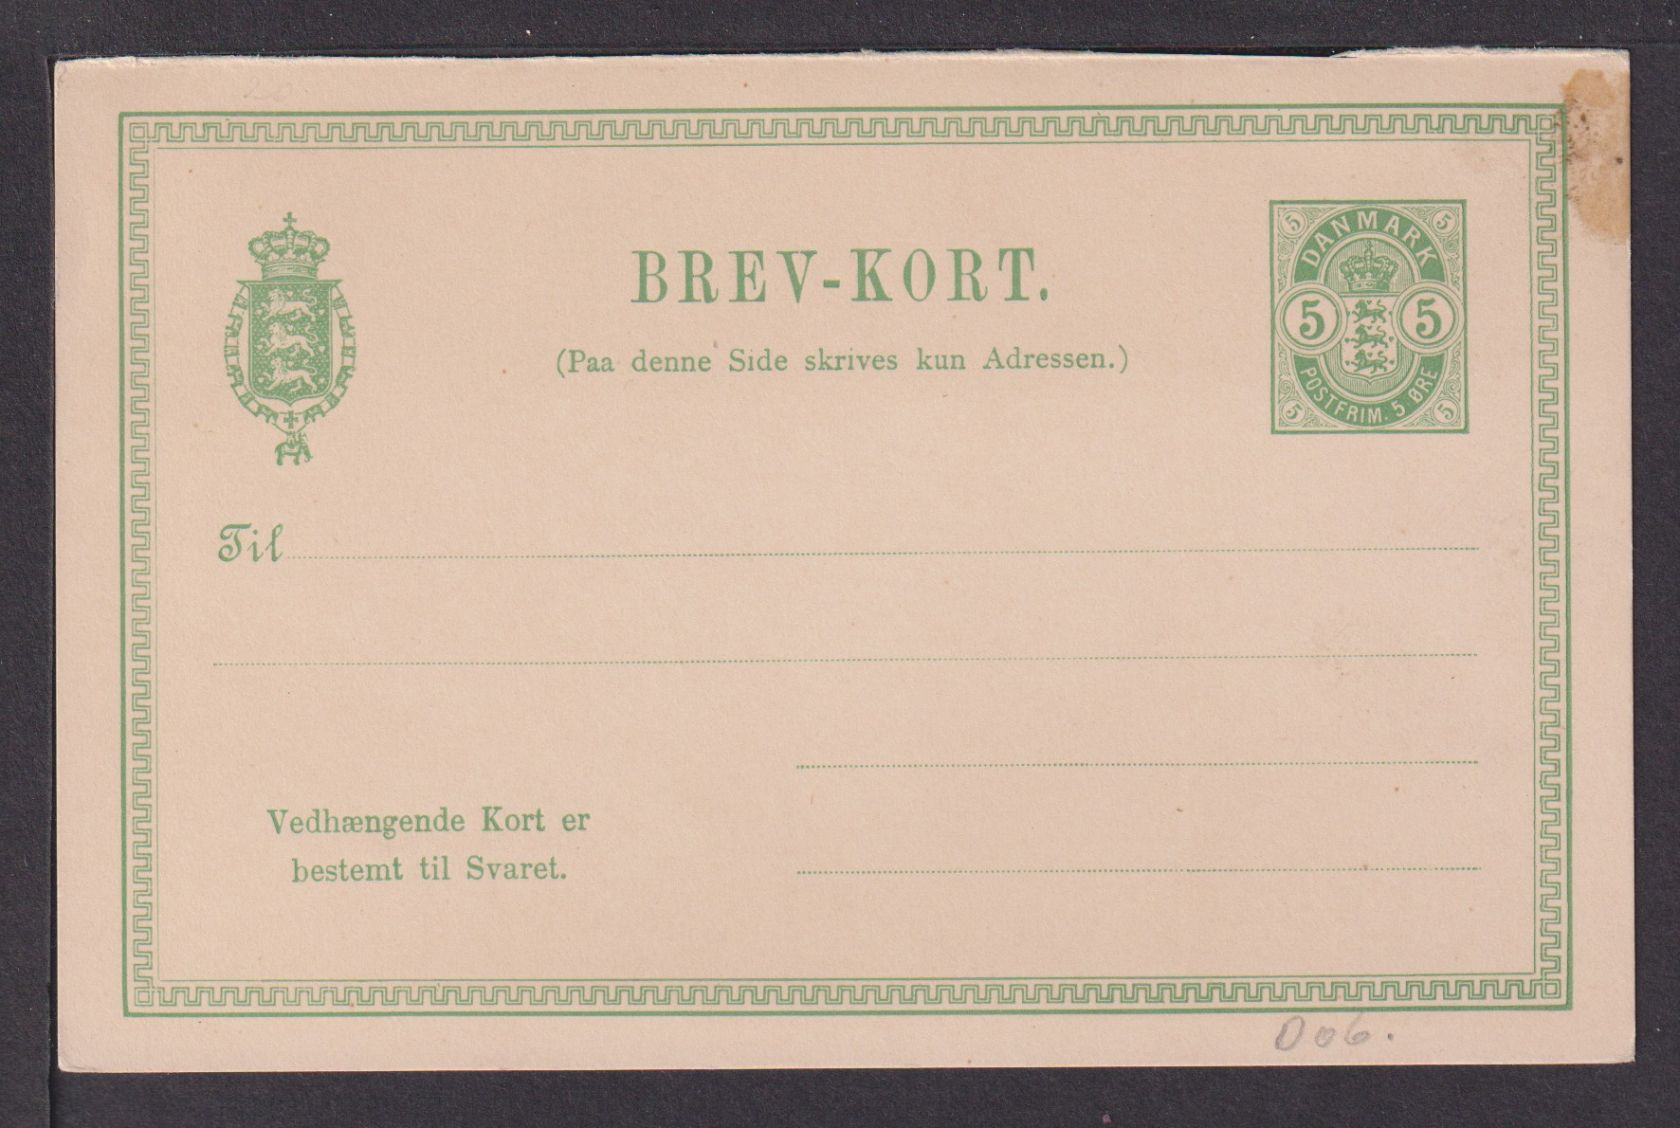 BREV-KORT.
(Paa denne Side skrives kun Adressen.)
5 5
DANMARK
5 5
POSTFRIM. 5 ØRE
5 5
Til
Vedhængende Kort er
bestemt til Svaret.
D 06.